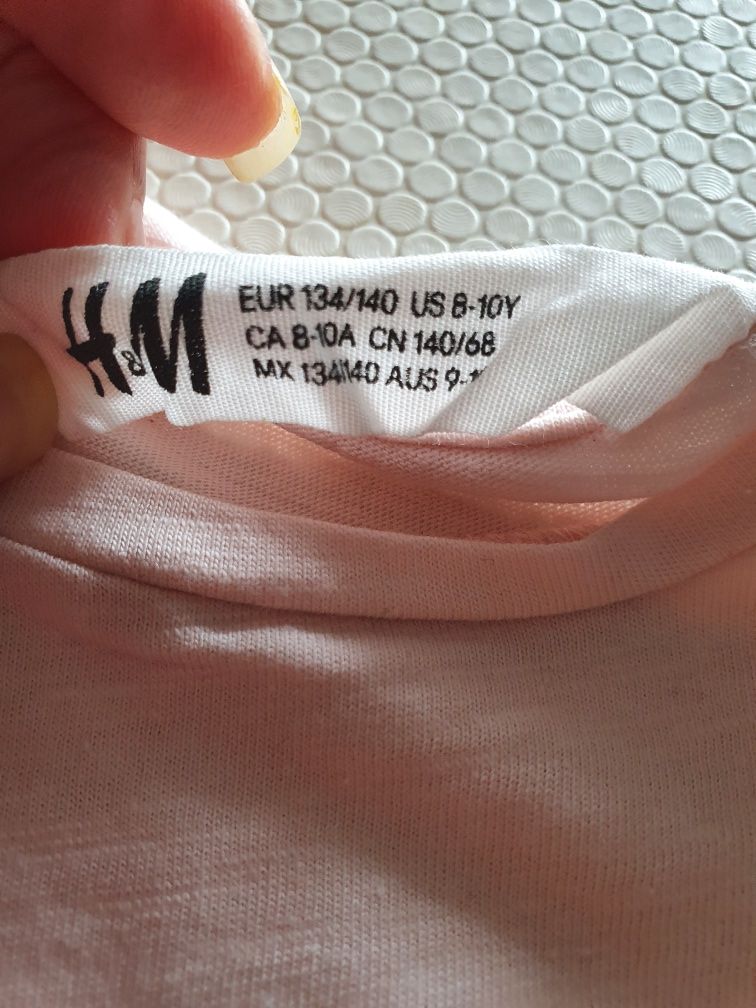 H&M
EUR 134/140 US 8-10Y
CA 8-10A CN 140/68
MX 134/140 AUS